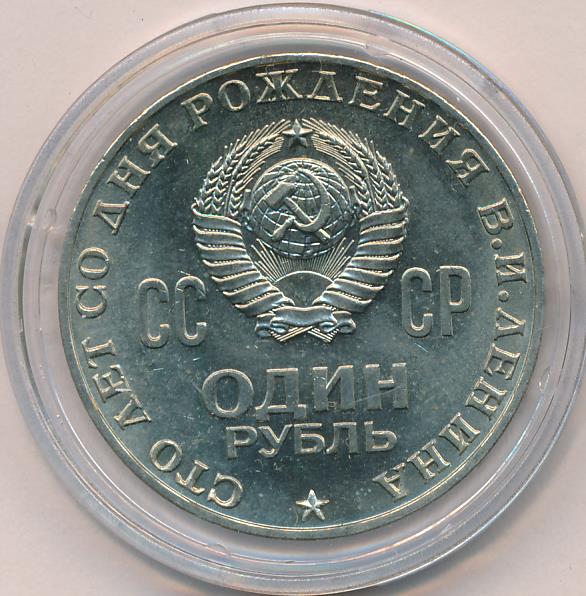 СТО ЛЕТ СО ДНЯ РОЖДЕНИЯ В.И.ЛЕНИНА
СС СР
ОДИН
РУБЛЬ